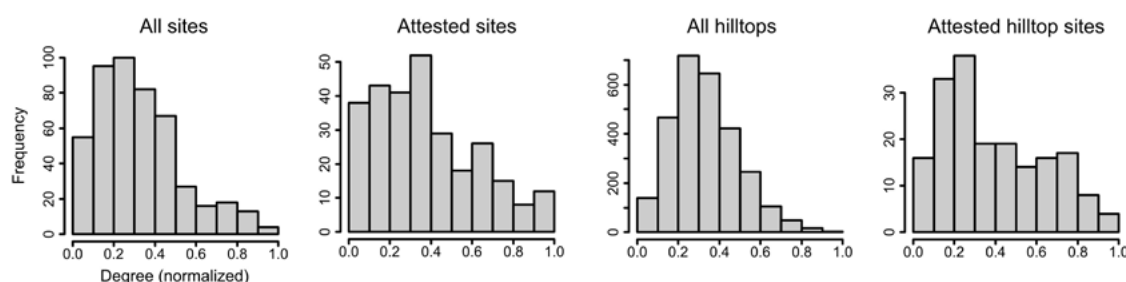 All sites
Attested sites
All hilltops
Attested hilltop sites
Frequency
0 20 40 60 80 100
0.0 0.2 0.4 0.6 0.8 1.0
Degree (normalized)
0 10 20 30 40 50
0.0 0.2 0.4 0.6 0.8 1.0
0 200 400 600
0.0 0.2 0.4 0.6 0.8 1.0
0 10 20 30
0.0 0.2 0.4 0.6 0.8 1.0